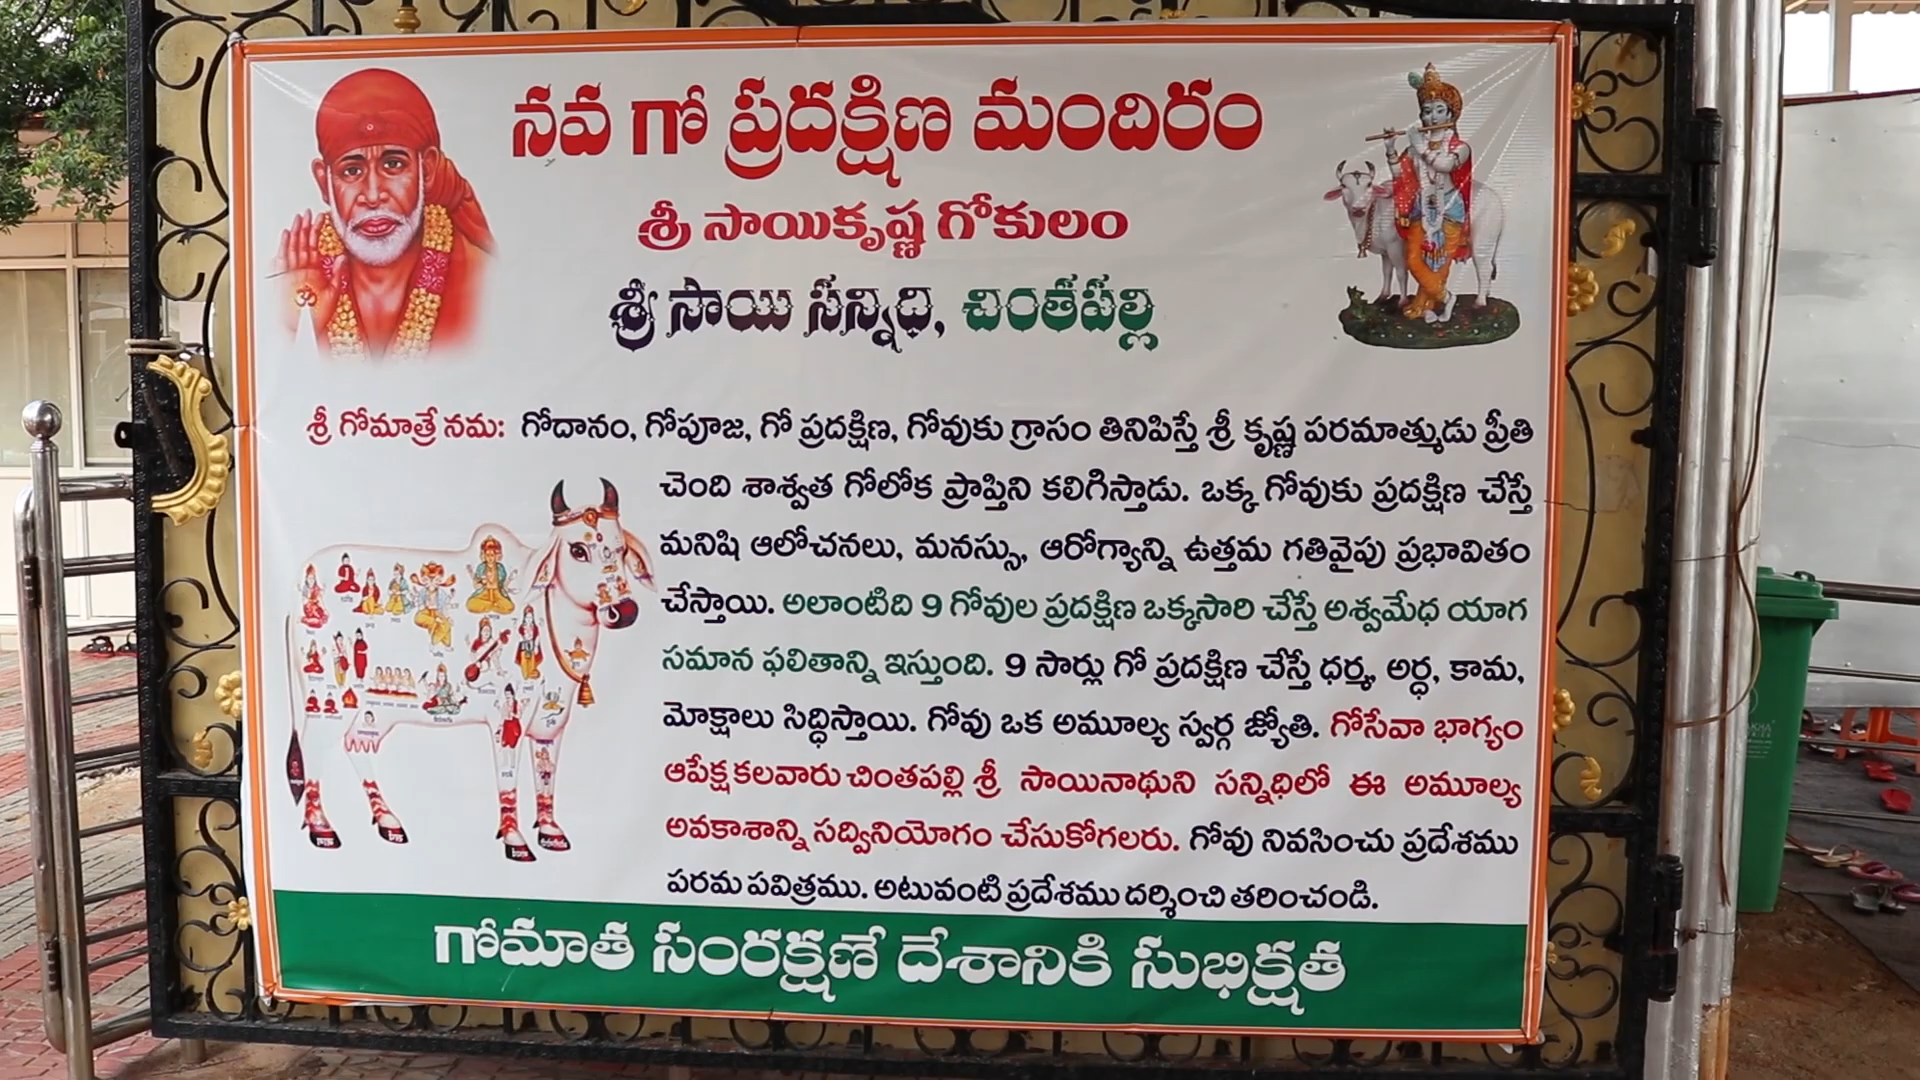 నవ గో ప్రదక్షిణ మందిరం
శ్రీ సాయికృష్ణ గోకులం
శ్రీ సాయి సన్నిధి, చింతపల్లి
శ్రీ గోమాత్రే నమః గోదానం, గోపూజ, గో ప్రదక్షిణ, గోవుకు గ్రాసం తినిపిస్తే శ్రీ కృష్ణ పరమాత్ముడు ప్రీతి
చెంది శాశ్వత గోలోక ప్రాప్తిని కలిగిస్తాడు. ఒక్క గోవుకు ప్రదక్షిణ చేస్తే
మనిషి ఆలోచనలు, మనస్సు, ఆరోగ్యాన్ని ఉత్తమ గతివైపు ప్రభావితం
చేస్తాయి. అలాంటిది 9 గోవుల ప్రదక్షిణ ఒక్కసారి చేస్తే అశ్వమేధ యాగ
సమాన ఫలితాన్ని ఇస్తుంది. 9 సార్లు గో ప్రదక్షిణ చేస్తే ధర్మ, అర్ధ, కామ,
మోక్షాలు సిద్ధిస్తాయి. గోవు ఒక అమూల్య స్వర్గ జ్యోతి. గోసేవా భాగ్యం
ఆపేక్ష కలవారు చింతపల్లి శ్రీ సాయినాథుని సన్నిధిలో ఈ అమూల్య
అవకాశాన్ని సద్వినియోగం చేసుకోగలరు. గోవు నివసించు ప్రదేశము
పరమ పవిత్రము. అటువంటి ప్రదేశము దర్శించి తరించండి.
గోమాత సంరక్షణే దేశానికి సుభిక్షత